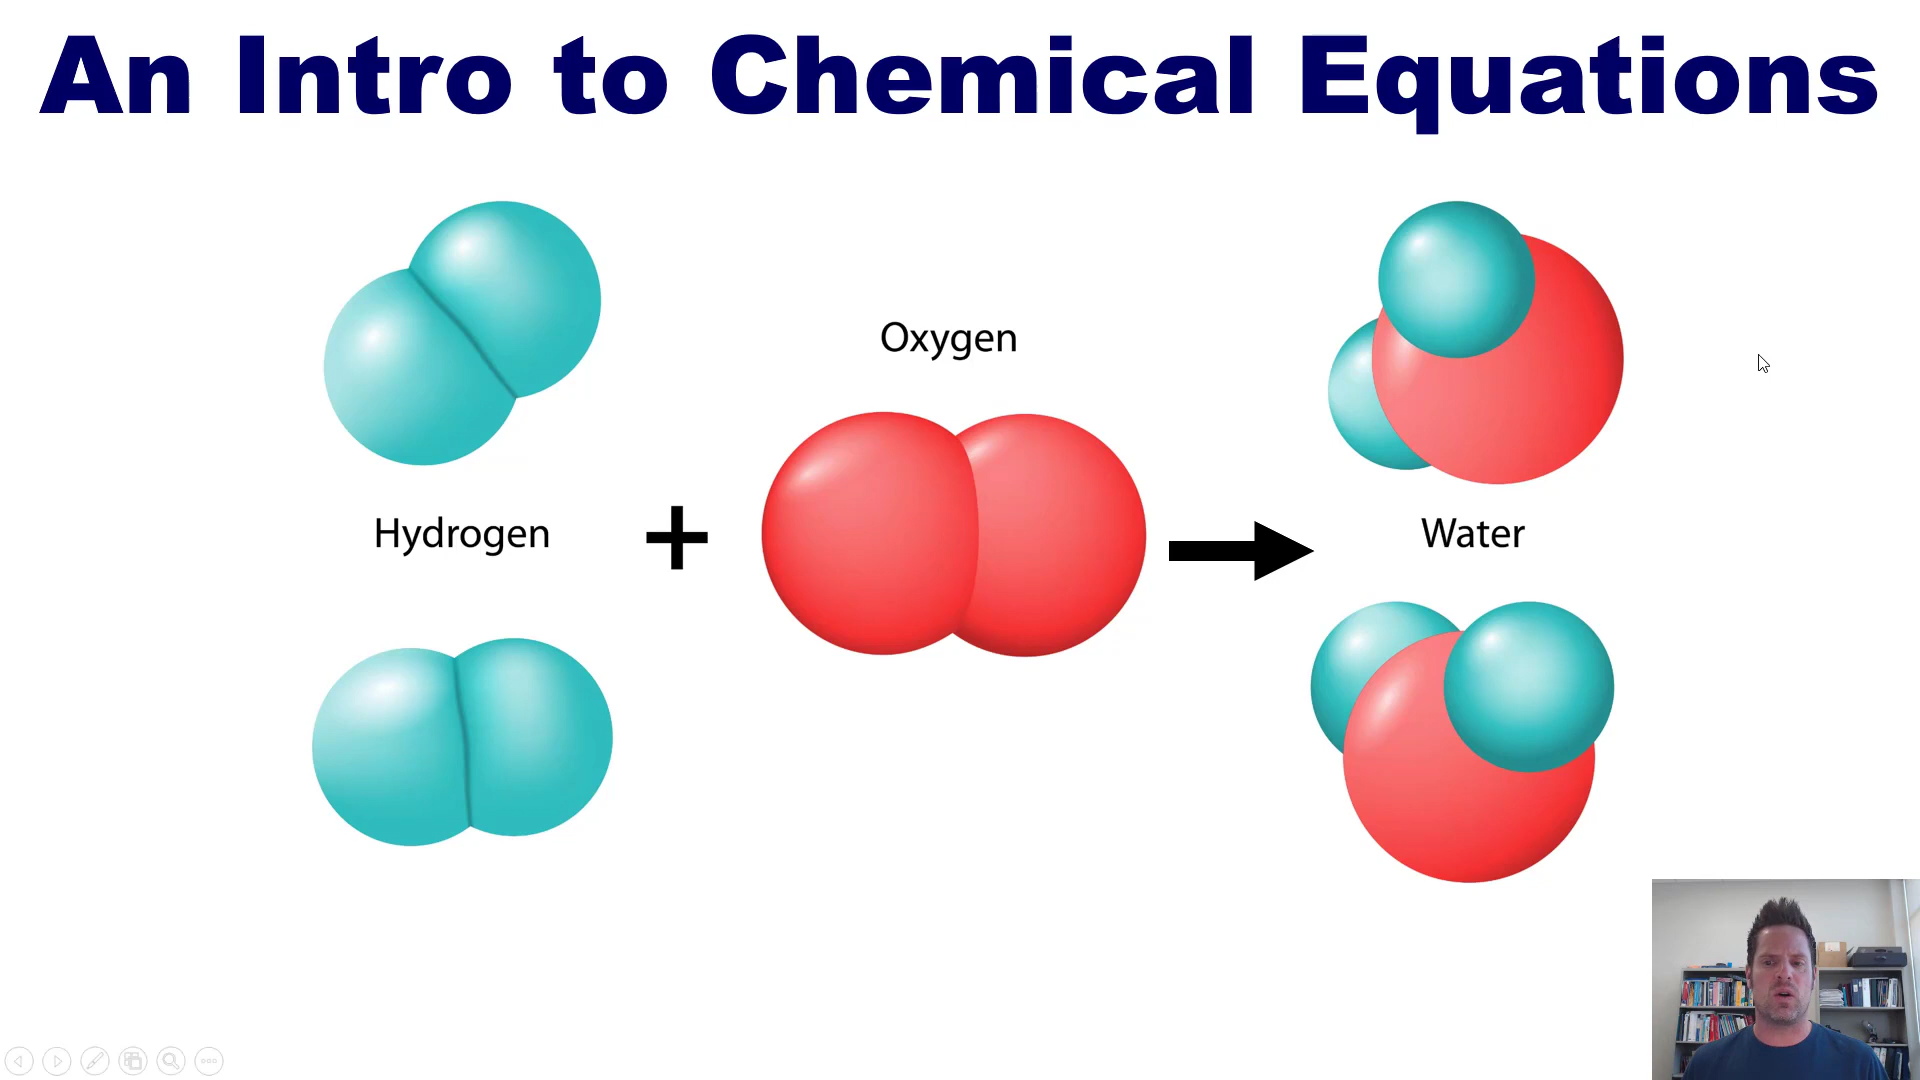 An Intro to Chemical Equations
Oxygen
Hydrogen
+
Water